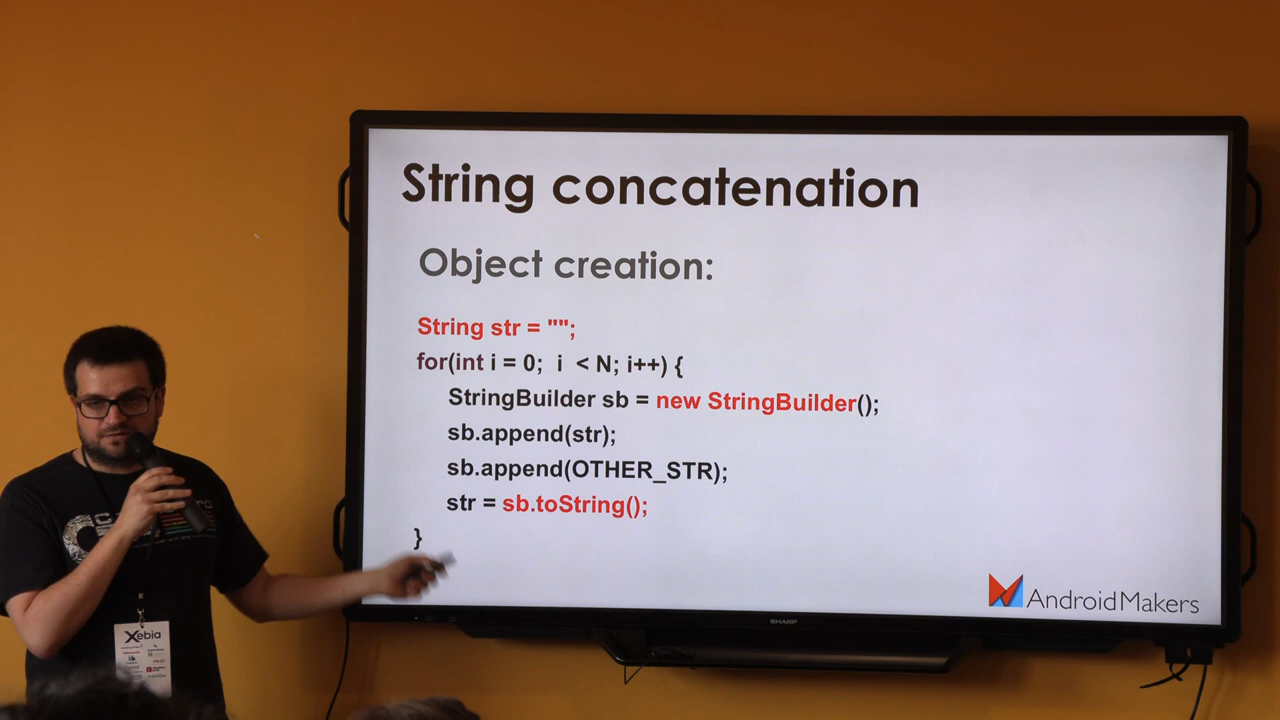 String concatenation
Object creation:
String str = "";
for(int i = 0;  i  < N; i++) {
StringBuilder sb = new StringBuilder();
sb.append(str);
sb.append(OTHER_STR);
str = sb.toString();
}
AndroidMakers
SHARP
Xebia